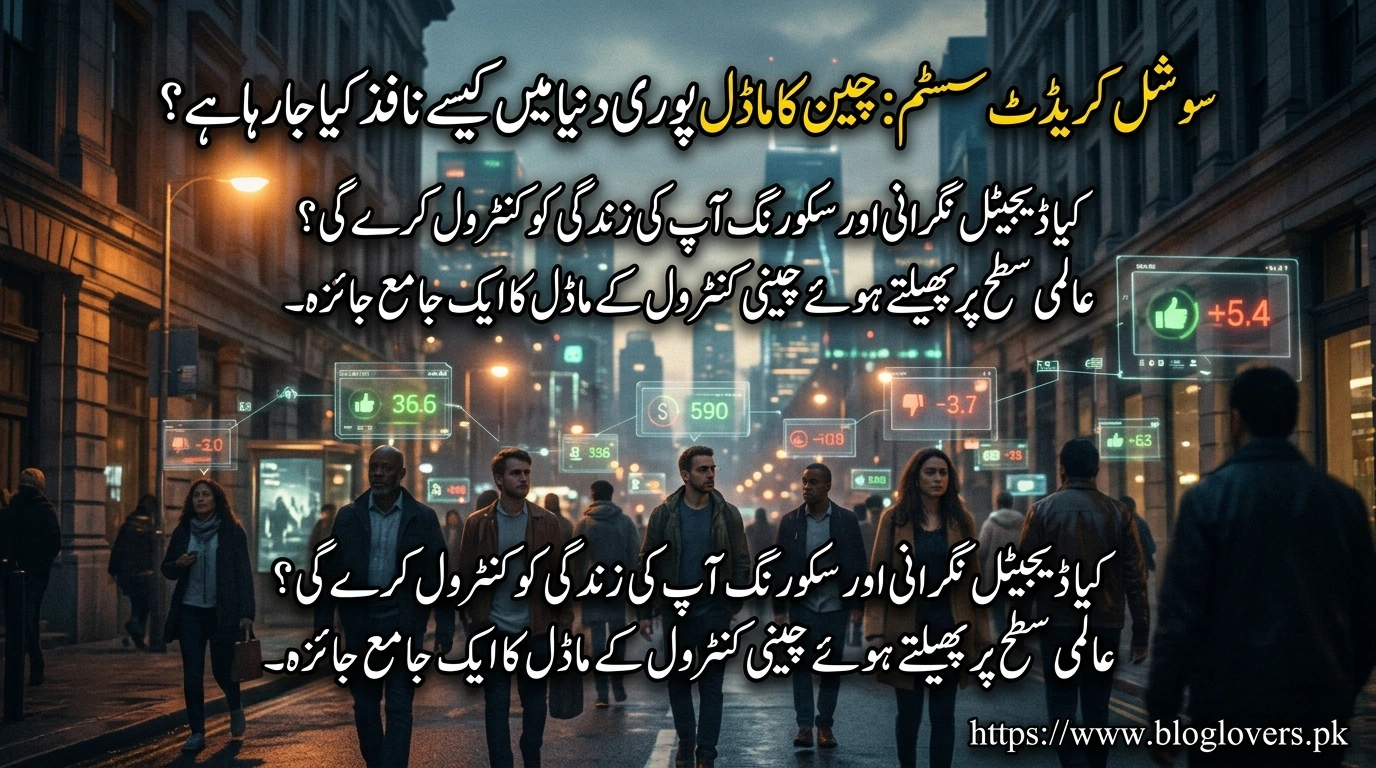 سوشل کریڈٹ سسٹم: چین کا ماڈل پوری دنیا میں کیسے نافذ کیا جا رہا ہے؟
کیا ڈیجیٹل نگرانی اور سکورنگ آپ کی زندگی کو کنٹرول کرے گی؟
عالمی سطح پر پھیلتے ہوئے چینی کنٹرول کے ماڈل کا ایک جامع جائزہ۔
±5.4
36.6
590
-3.7
-3.0
کیا ڈیجیٹل نگرانی اور سکورنگ آپ کی زندگی کو کنٹرول کرے گی؟
عالمی سطح پر پھیلتے ہوئے چینی کنٹرول کے ماڈل کا ایک جامع جائزہ۔
https://www.bloglovers.pk